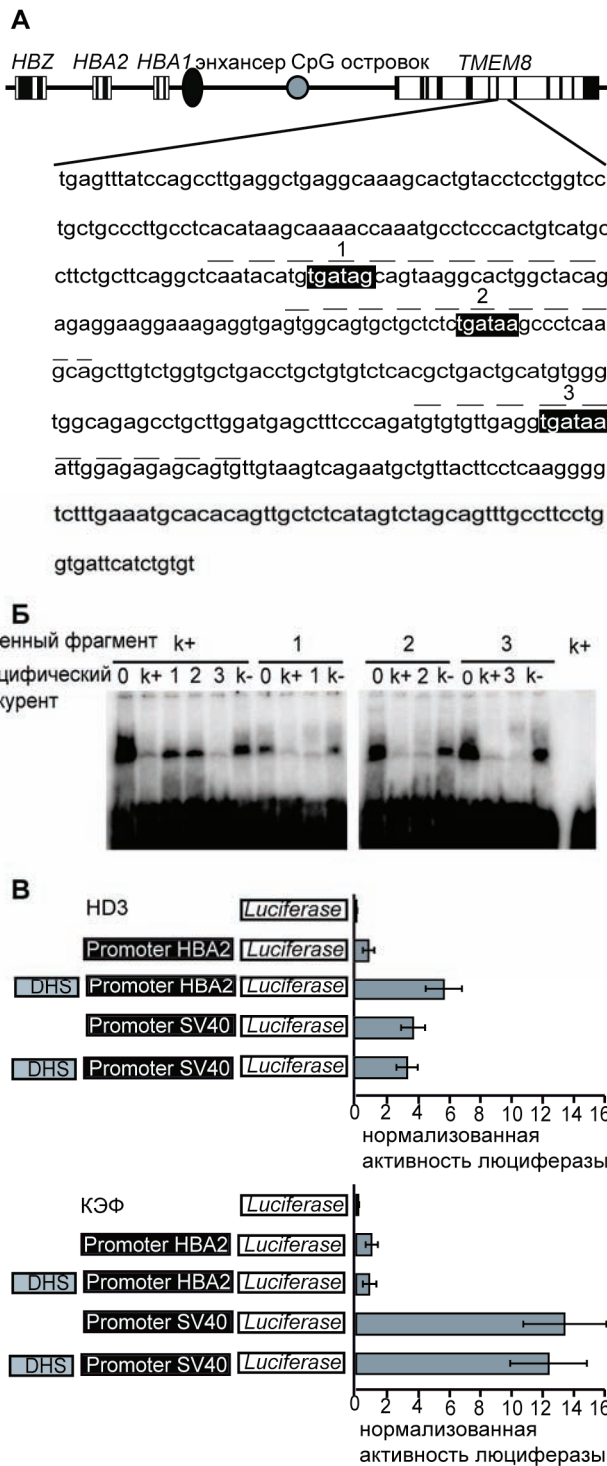 А
HBZ HBA2 HBA1 энхансер CpG островок TMEM8
tgagtttatccagccttgaggctgaggcaaagcactgtacctcctggtcc
tgctgcccttgcctcacataagcaaaaccaaatgcctcccactgtcatgc
1
cttctgcttcaggctcaatacatgtgatagcagtaaggcactggctacag
2
agaggaaggaaagaggtgagtggcagtgctgctctctgataagccctcaa
gcagcttgtctggtgctgacctgctgtgtctcacgctgactgcatgtggg
3
tggcagagcctgcttggatgagctttcccagatgtgtgttgaggtgataa
attggagagagcagtgttgtaagtcagaatgctgttacttcctcaagggg
tctttgaaatgcacacagttgctctcatagtctagcagtttgccttcctg
gtgattcatctgtgt
Б
енный фрагмент k+ 1 2 3 k+
цифический 0 k+ 1 2 3 k- 0 k+ 1 k- 0 k+ 2 k- 0 k+ 3 k-
курент
В
HD3 Luciferase
Promoter HBA2 Luciferase
DHS Promoter HBA2 Luciferase
Promoter SV40 Luciferase
DHS Promoter SV40 Luciferase
0 2 4 6 8 10 12 14 16
нормализованная
активность люциферазы
КЭФ Luciferase
Promoter HBA2 Luciferase
DHS Promoter HBA2 Luciferase
Promoter SV40 Luciferase
DHS Promoter SV40 Luciferase
0 2 4 6 8 10 12 14 16
нормализованная
активность люциферазы